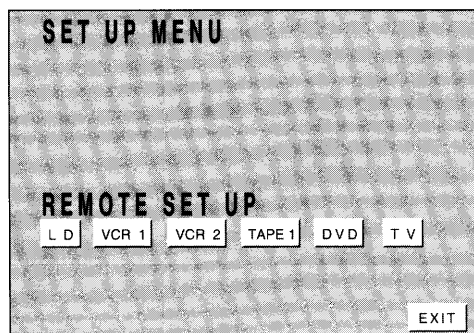 SET UP MENU
REMOTE SET UP
L D VCR 1 VCR 2 TAPE 1 DVD T V
EXIT